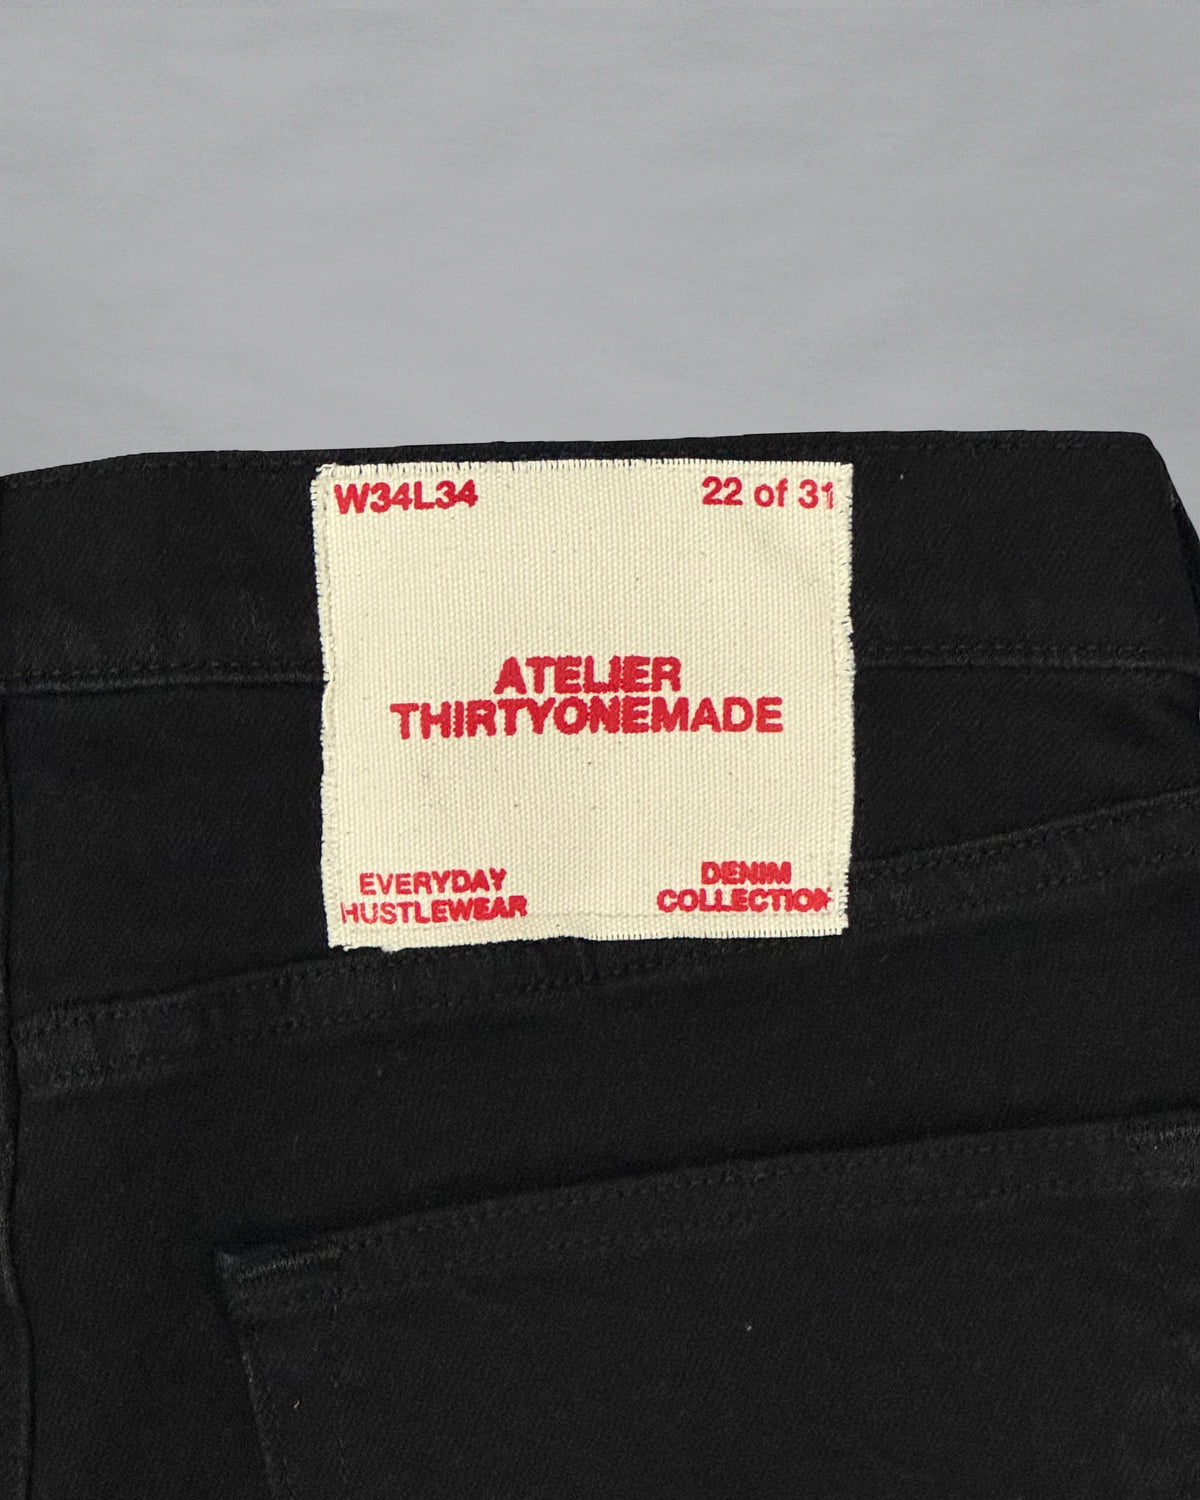 W34L34
22 of 31
ATELIER
THIRTYONEMADE
EVERYDAY
HUSTLEWEAR
DENIM
COLLECTION